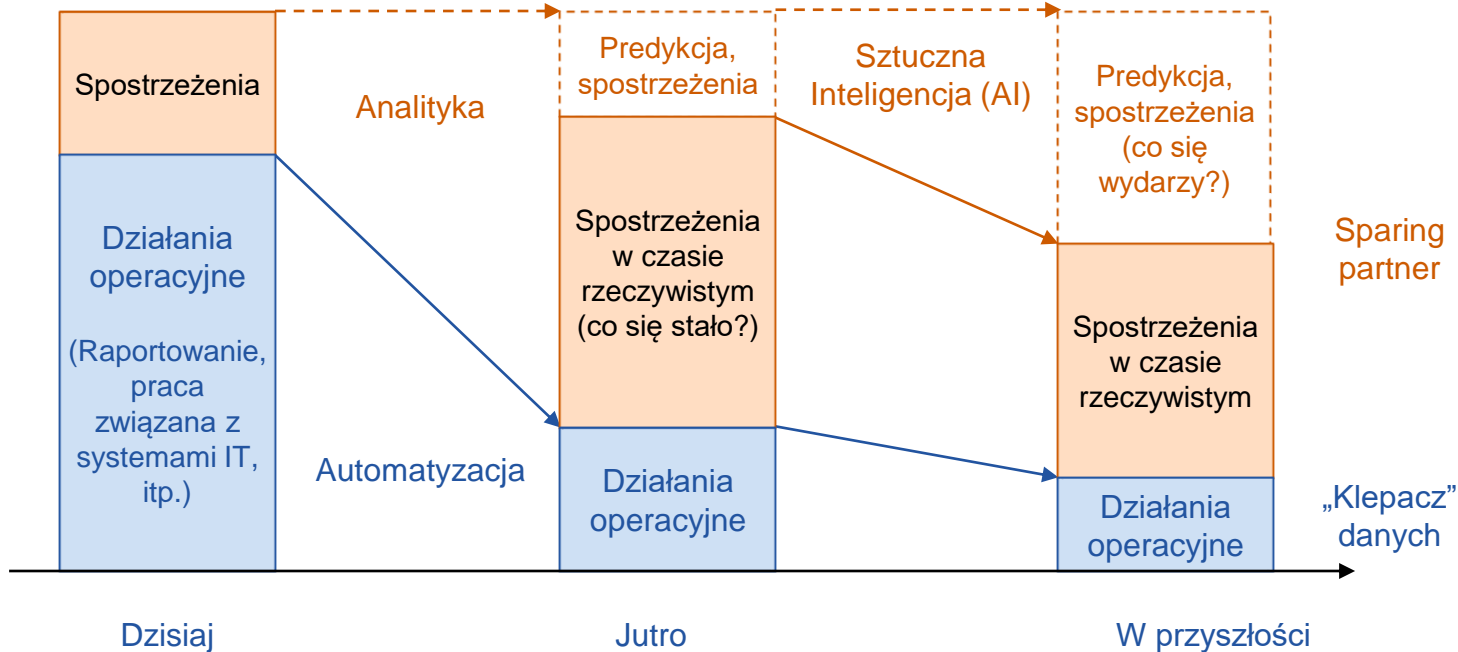 Spostrzeżenia
Działania
operacyjne
(Raportowanie,
praca
związana z
systemami IT,
itp.)
Analityka
Automatyzacja
Predykcja,
spostrzeżenia
Spostrzeżenia
w czasie
rzeczywistym
(co się stało?)
Działania
operacyjne
Sztuczna
Inteligencja (AI)
Predykcja,
spostrzeżenia
(co się
wydarzy?)
Spostrzeżenia
w czasie
rzeczywistym
Działania
operacyjne
Sparing
partner
„Klepacz”
danych
Dzisiaj
Jutro
W przyszłości